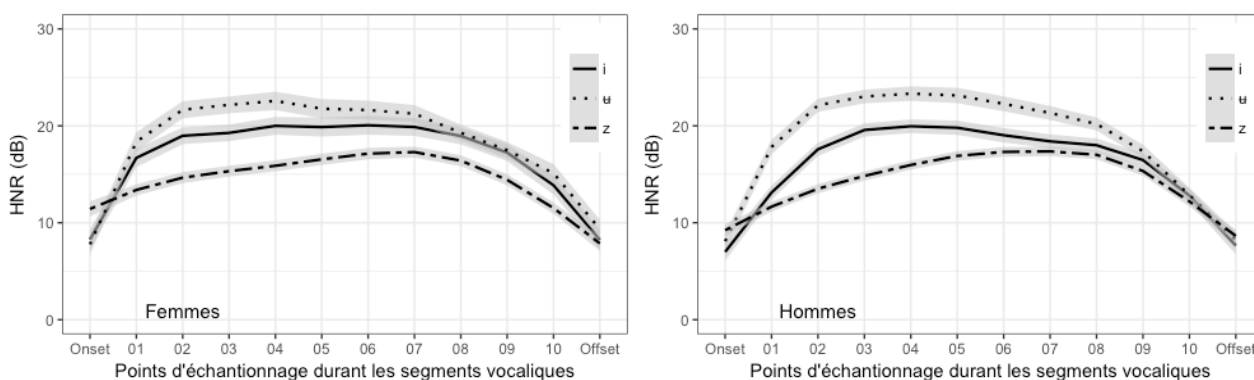 30
20
10
0
HNR (dB)
i
ʉ
z
Femmes
Onset 01 02 03 04 05 06 07 08 09 10 Offset
Points d'échantionnage durant les segments vocaliques
30
20
10
0
HNR (dB)
i
ʉ
z
Hommes
Onset 01 02 03 04 05 06 07 08 09 10 Offset
Points d'échantionnage durant les segments vocaliques